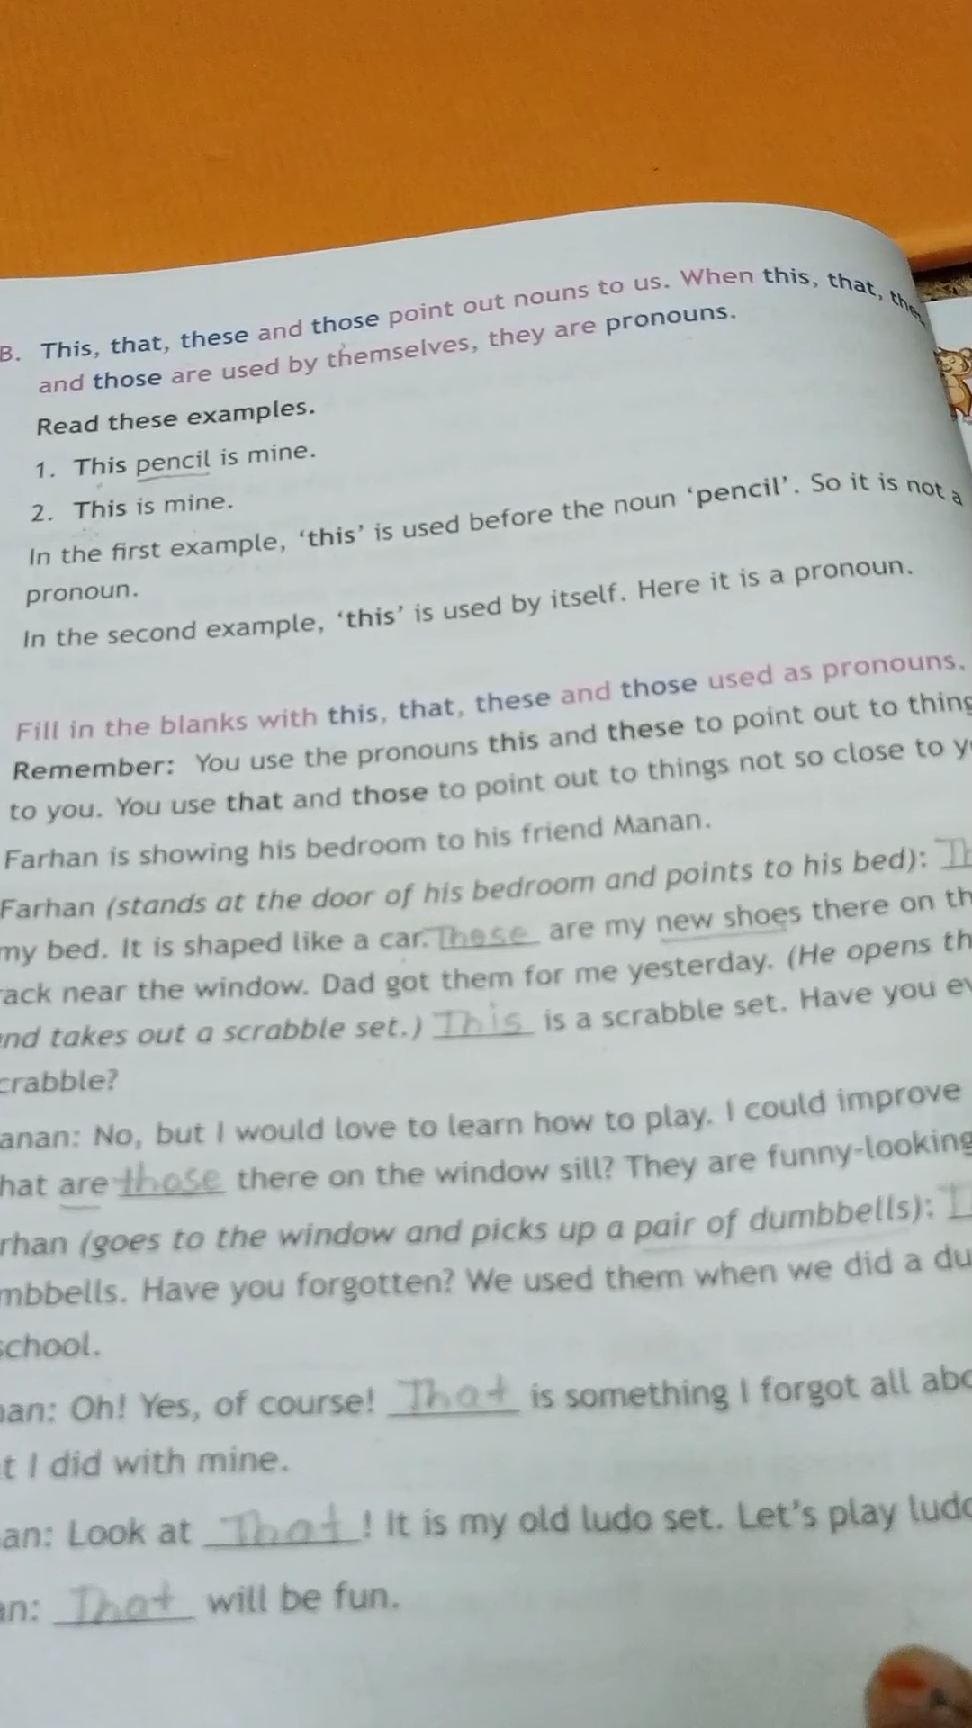 B. This, that, these and those point out nouns to us. When this, that,
and those are used by themselves, they are pronouns.
Read these examples.
1. This pencil is mine.
2. This is mine.
In the first example, 'this' is used before the noun 'pencil'. So it is not a
pronoun.
In the second example, 'this' is used by itself. Here it is a pronoun.
Fill in the blanks with this, that, these and those used as pronouns.
Remember: You use the pronouns this and these to point out to thing
to you. You use that and those to point out to things not so close to y
Farhan is showing his bedroom to his friend Manan.
Farhan (stands at the door of his bedroom and points to his bed): Th
my bed. It is shaped like a car. These are my new shoes there on th
rack near the window. Dad got them for me yesterday. (He opens th
nd takes out a scrabble set.) This is a scrabble set. Have you ev
crabble?
anan: No, but I would love to learn how to play. I could improve
hat are those there on the window sill? They are funny-looking
rhan (goes to the window and picks up a pair of dumbbells):
mbbells. Have you forgotten? We used them when we did a du
school.
nan: Oh! Yes, of course! That is something I forgot all abo
t I did with mine.
an: Look at That! It is my old ludo set. Let's play ludo
an: That will be fun.